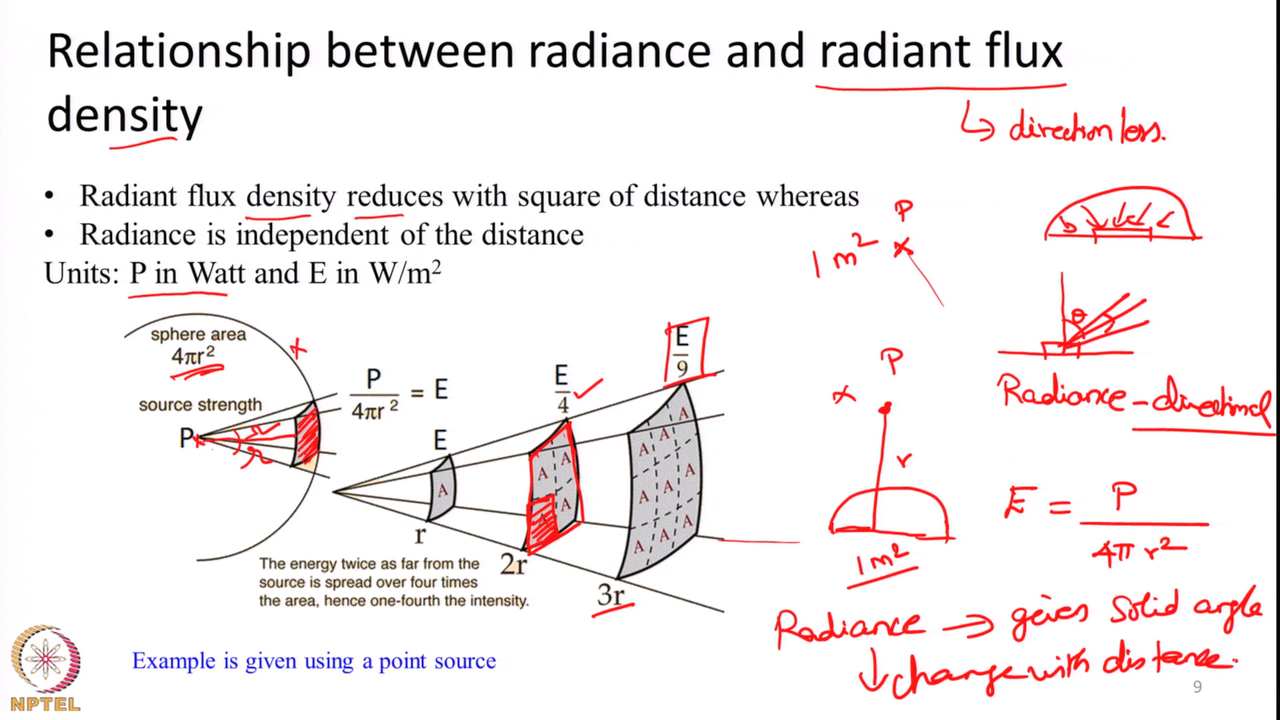 Relationship between radiance and radiant flux
density
↳ directionless.
• Radiant flux density reduces with square of distance whereas
• Radiance is independent of the distance
Units: P in Watt and E in W/m²
P
1 m² x
θ
Radiance - directional
sphere area
4πr²
x
source strength
P
Ω
P/4πr² = E
E
A
r
E/4
A A
A A
2r
E/9
A
A
A
A A A
A A
3r
The energy twice as far from the
source is spread over four times
the area, hence one-fourth the intensity.
P
x
r
1m²
E = P/4πr²
Radiance → gives solid angle
↓ change with distance.
Example is given using a point source
NPTEL
9